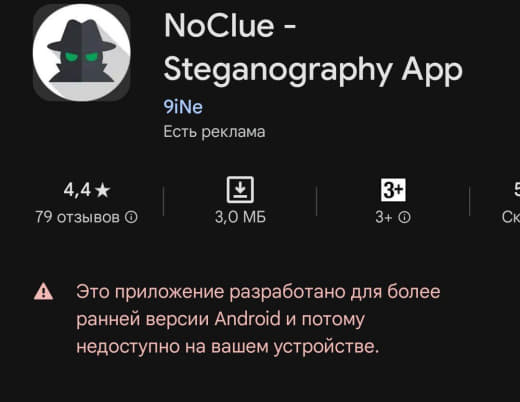 NoClue -
Steganography App
9iNe
Есть реклама
4,4★
79 отзывов
3,0 МБ
3+
3+
5
Ск
Это приложение разработано для более
ранней версии Android и потому
недоступно на вашем устройстве.